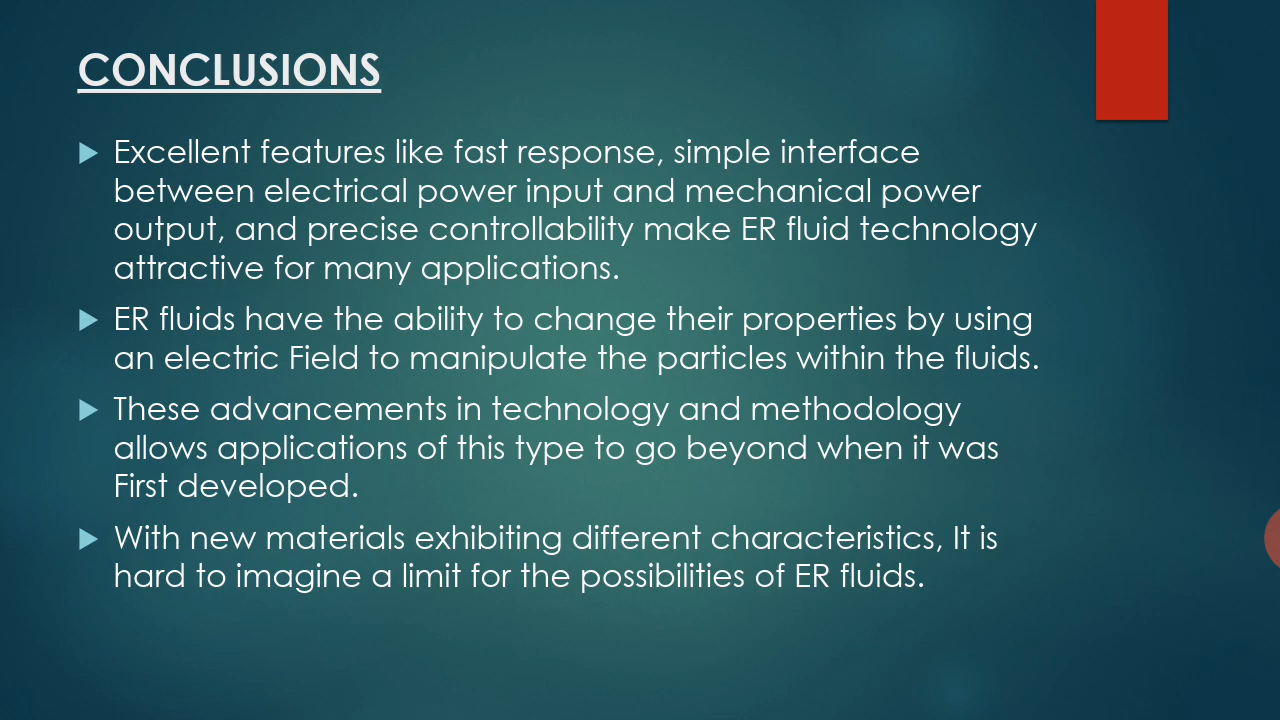 CONCLUSIONS
Excellent features like fast response, simple interface
between electrical power input and mechanical power
output, and precise controllability make ER fluid technology
attractive for many applications.
ER fluids have the ability to change their properties by using
an electric Field to manipulate the particles within the fluids.
These advancements in technology and methodology
allows applications of this type to go beyond when it was
First developed.
With new materials exhibiting different characteristics, It is
hard to imagine a limit for the possibilities of ER fluids.